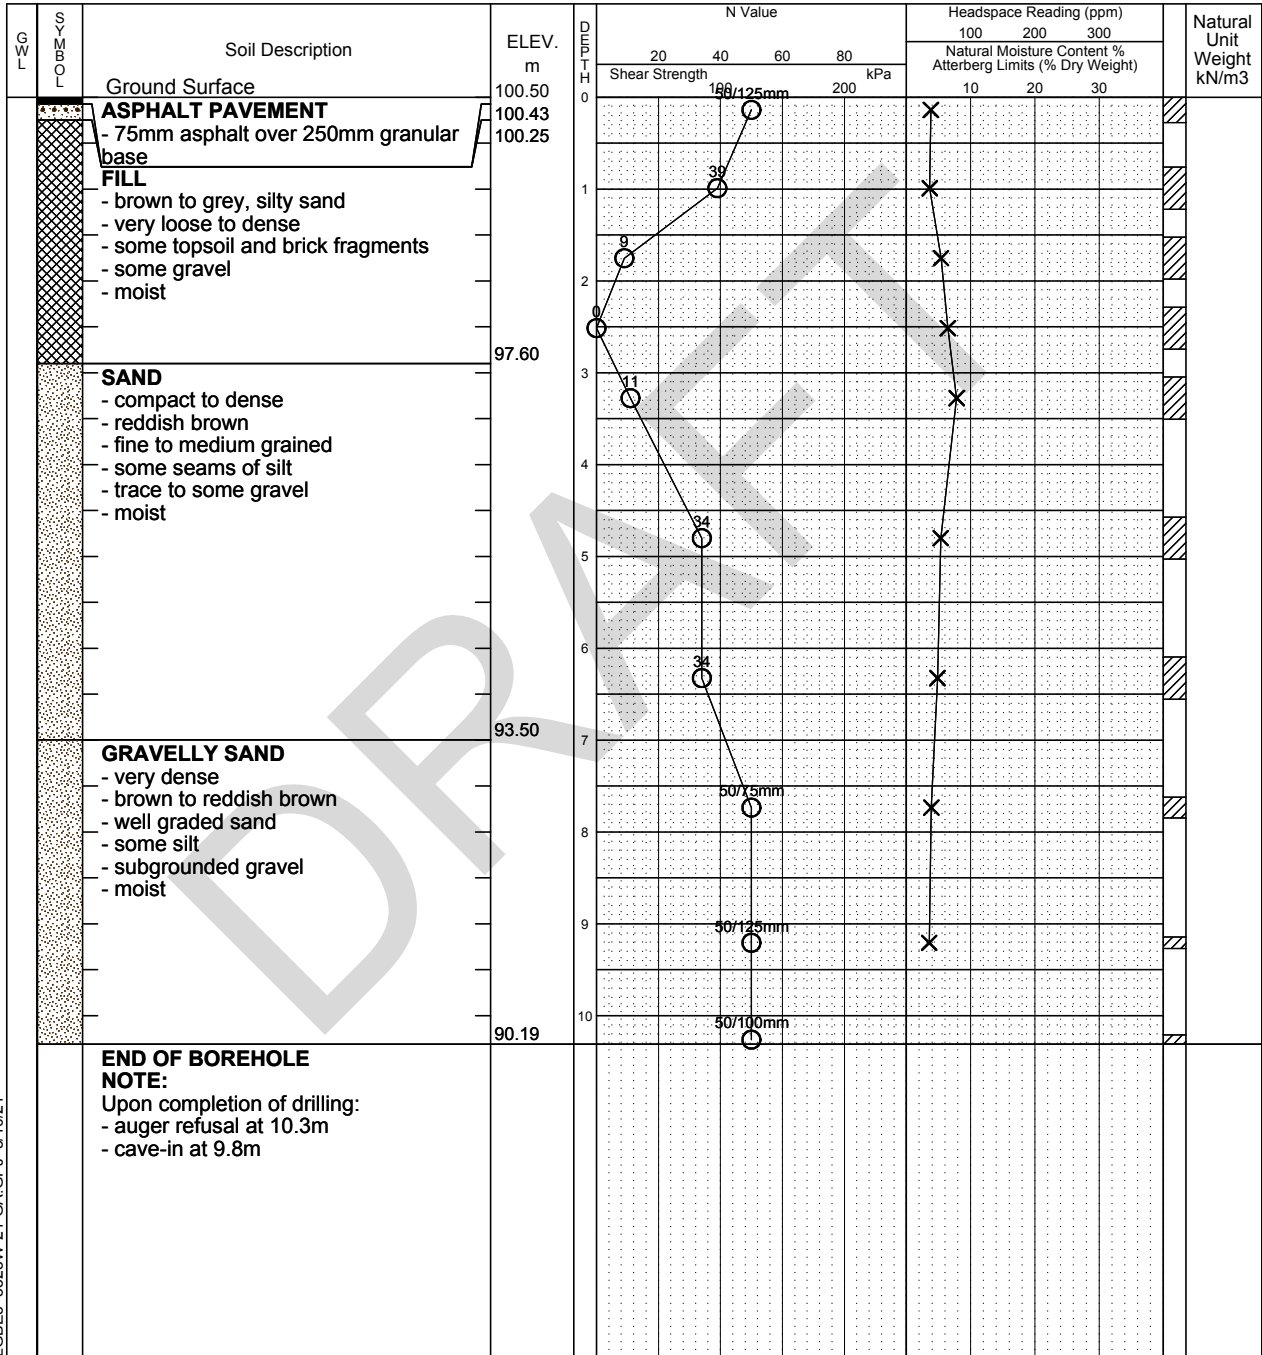 GWL
SYMBOL
Soil Description
Ground Surface
ELEV.
m
100.50
DEPTH
N Value
20 40 60 80
Shear Strength kPa
100 200
Headspace Reading (ppm)
100 200 300
Natural Moisture Content %
Atterberg Limits (% Dry Weight)
10 20 30
Natural
Unit
Weight
kN/m3
0
50/125mm
ASPHALT PAVEMENT
100.43
- 75mm asphalt over 250mm granular
100.25
base
FILL
39
1
- brown to grey, silty sand
- very loose to dense
- some topsoil and brick fragments
9
- some gravel
2
- moist
0
97.60
SAND
3
11
- compact to dense
- reddish brown
- fine to medium grained
- some seams of silt
4
- trace to some gravel
- moist
34
5
6
34
93.50
7
GRAVELLY SAND
- very dense
- brown to reddish brown
50/75mm
- well graded sand
8
- some silt
- subgrounded gravel
- moist
9
50/125mm
10
50/100mm
90.19
END OF BOREHOLE
NOTE:
Upon completion of drilling:
- auger refusal at 10.3m
- cave-in at 9.8m
DRAFT